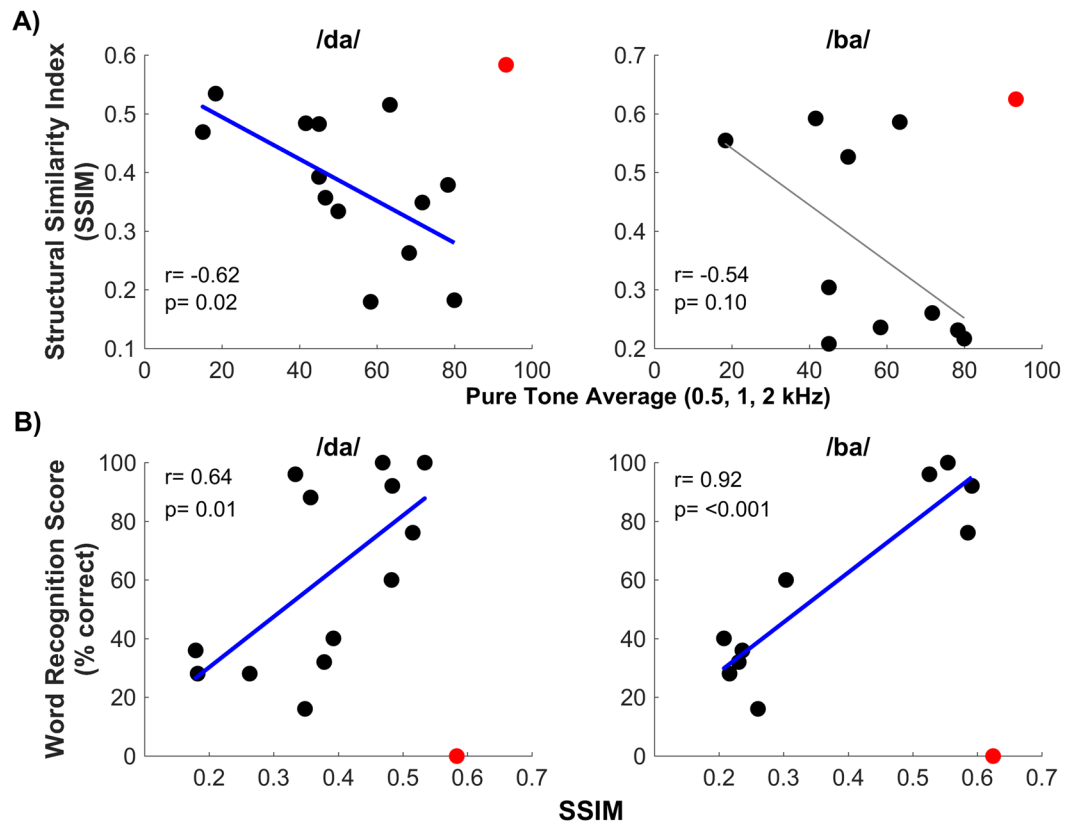 A)
/da/
/ba/
Structural Similarity Index
(SSIM)
0.6
0.5
0.4
0.3
0.2
0.1
r= -0.62
p= 0.02
0 20 40 60 80 100
0.7
0.6
0.5
0.4
0.3
0.2
r= -0.54
p= 0.10
0 20 40 60 80 100
Pure Tone Average (0.5, 1, 2 kHz)
B)
/da/
/ba/
Word Recognition Score
(% correct)
100
80
60
40
20
0
r= 0.64
p= 0.01
0.2 0.3 0.4 0.5 0.6 0.7
100
80
60
40
20
0
r= 0.92
p= <0.001
0.2 0.3 0.4 0.5 0.6 0.7
SSIM